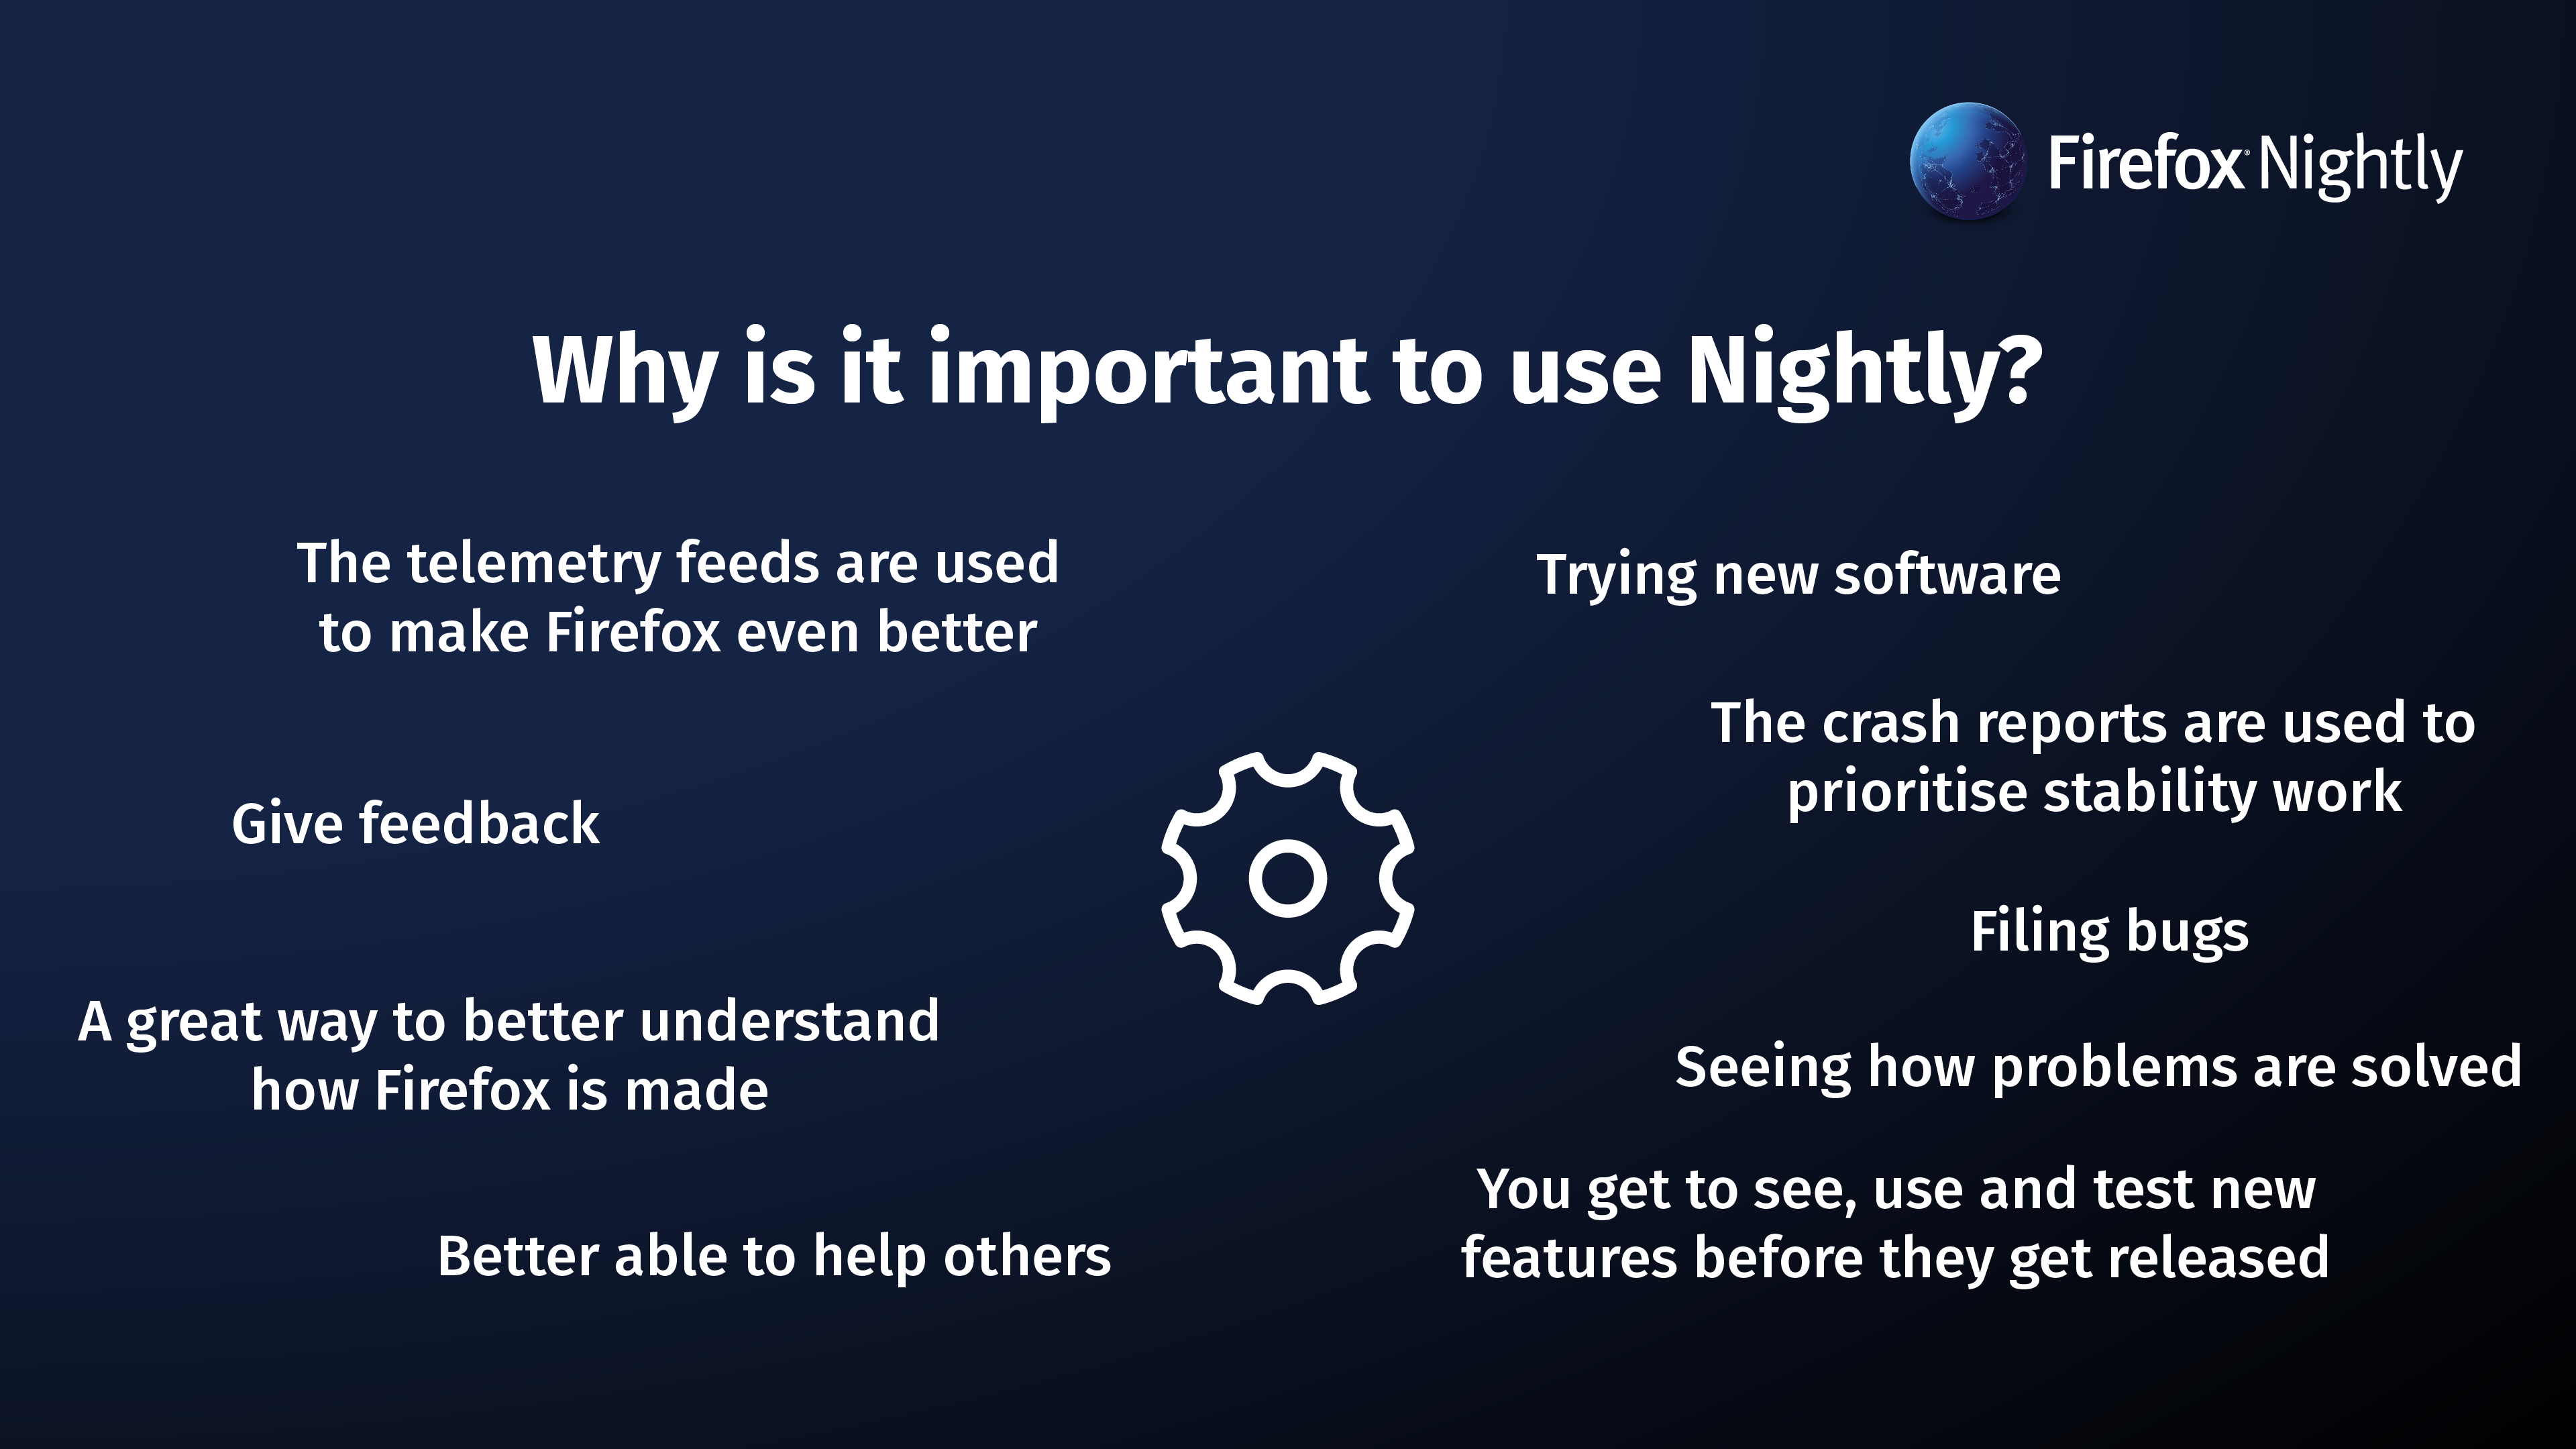 Firefox® Nightly
Why is it important to use Nightly?
The telemetry feeds are used
to make Firefox even better
Give feedback
A great way to better understand
how Firefox is made
Better able to help others
Trying new software
The crash reports are used to
prioritise stability work
Filing bugs
Seeing how problems are solved
You get to see, use and test new
features before they get released